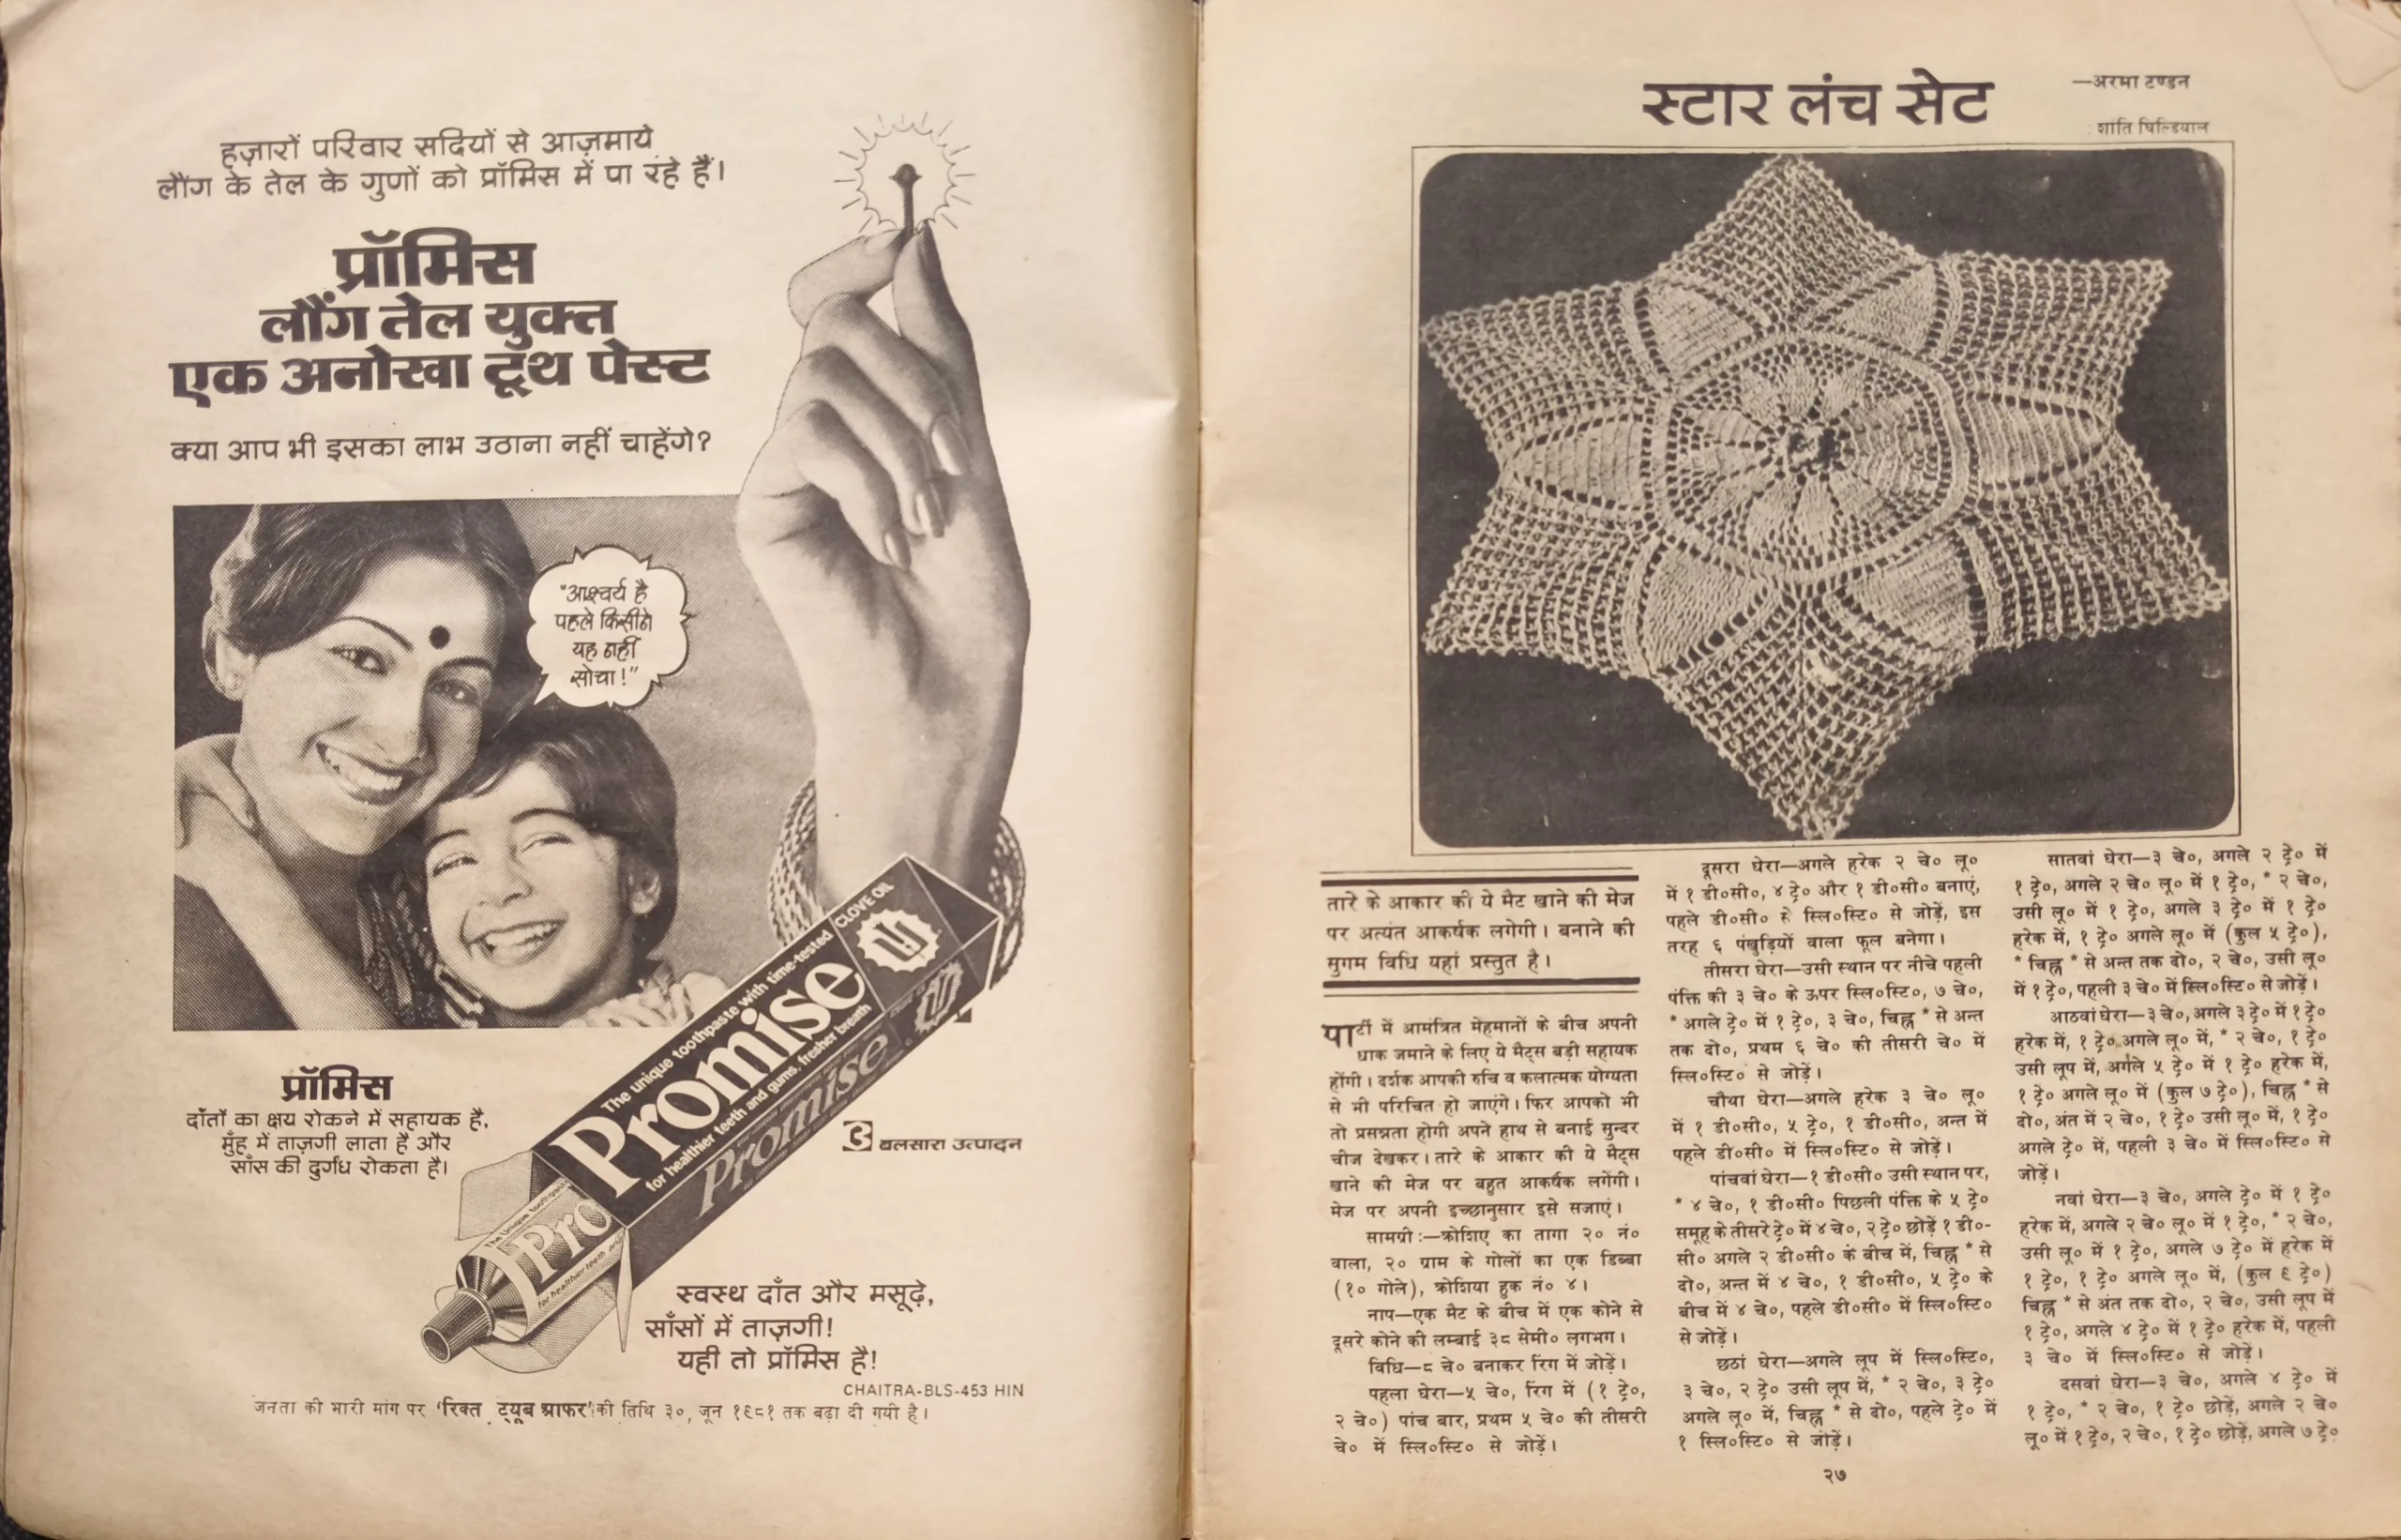 हज़ारों परिवार सदियों से आज़माये
लौंग के तेल के गुणों को प्रॉमिस में पा रहे हैं।
प्रॉमिस
लौंग तेल युक्त
एक अनोखा टूथ पेस्ट
क्या आप भी इसका लाभ उठाना नहीं चाहेंगे?
"आश्चर्य है
पहले किसीने
यह नहीं
सोचा!"
CLOVE OIL
The unique toothpaste with time-tested
Promise
for healthier teeth and gums, fresher breath
Promise
The unique toothpaste
Pro
for healthier teeth and
प्रॉमिस
दाँतों का क्षय रोकने में सहायक है,
मुँह में ताज़गी लाता है और
साँस की दुर्गंध रोकता है।
बलसारा उत्पादन
स्वस्थ दाँत और मसूढ़े,
साँसों में ताज़गी!
यही तो प्रॉमिस है!
CHAITRA-BLS-453 HIN
जनता की भारी मांग पर 'रिक्त ट्यूब आफर' की तिथि ३०, जून १९८१ तक बढ़ा दी गयी है।
स्टार लंच सेट
—अरमा टण्डन
शांति घिल्डियाल
तारे के आकार की ये मैट खाने की मेज
पर अत्यंत आकर्षक लगेगी। बनाने की
सुगम विधि यहां प्रस्तुत है।
पार्टी में आमंत्रित मेहमानों के बीच अपनी
धाक जमाने के लिए ये मैट्स बड़ी सहायक
होंगी। दर्शक आपकी रुचि व कलात्मक योग्यता
से भी परिचित हो जाएंगे। फिर आपको भी
तो प्रसन्नता होगी अपने हाथ से बनाई सुन्दर
चीज देखकर। तारे के आकार की ये मैट्स
खाने की मेज पर बहुत आकर्षक लगेंगी।
मेज पर अपनी इच्छानुसार इसे सजाएं।
सामग्री :—क्रोशिए का तागा २० नं०
वाला, २० ग्राम के गोलों का एक डिब्बा
(१० गोले), क्रोशिया हुक नं० ४।
नाप—एक मैट के बीच में एक कोने से
दूसरे कोने की लम्बाई ३८ सेमी० लगभग।
विधि—८ चे० बनाकर रिंग में जोड़ें।
पहला घेरा—५ चे०, रिंग में (१ ट्रे०,
२ चे०) पांच बार, प्रथम ५ चे० की तीसरी
चे० में स्लि०स्टि० से जोड़ें।
दूसरा घेरा—अगले हरेक २ चे० लू०
में १ डी०सी०, ४ ट्रे० और १ डी०सी० बनाएं,
पहले डी०सी० से स्लि०स्टि० से जोड़ें, इस
तरह ६ पंखुड़ियों वाला फूल बनेगा।
तीसरा घेरा—उसी स्थान पर नीचे पहली
पंक्ति की ३ चे० के ऊपर स्लि०स्टि०, ७ चे०,
* अगले ट्रे० में १ ट्रे०, ३ चे०, चिह्न * से अन्त
तक दो०, प्रथम ६ चे० की तीसरी चे० में
स्लि०स्टि० से जोड़ें।
चौथा घेरा—अगले हरेक ३ चे० लू०
में १ डी०सी०, ५ ट्रे०, १ डी०सी०, अन्त में
पहले डी०सी० में स्लि०स्टि० से जोड़ें।
पांचवां घेरा—१ डी०सी० उसी स्थान पर,
* ४ चे०, १ डी०सी० पिछली पंक्ति के ५ ट्रे०
समूह के तीसरे ट्रे० में ४ चे०, २ ट्रे० छोड़ें १ डी०-
सी० अगले २ डी०सी० के बीच में, चिह्न * से
दो०, अन्त में ४ चे०, १ डी०सी०, ५ ट्रे० के
बीच में ४ चे०, पहले डी०सी० में स्लि०स्टि०
से जोड़ें।
छठां घेरा—अगले लूप में स्लि०स्टि०,
३ चे०, २ ट्रे० उसी लूप में, * २ चे०, ३ ट्रे०
अगले लू० में, चिह्न * से दो०, पहले ट्रे० में
१ स्लि०स्टि० से जोड़ें।
सातवां घेरा—३ चे०, अगले २ ट्रे० में
१ ट्रे०, अगले २ चे० लू० में १ ट्रे०, * २ चे०,
उसी लू० में १ ट्रे०, अगले ३ ट्रे० में १ ट्रे०
हरेक में, १ ट्रे० अगले लू० में (कुल ५ ट्रे०),
* चिह्न * से अन्त तक दो०, २ चे०, उसी लू०
में १ ट्रे०, पहली ३ चे० में स्लि०स्टि० से जोड़ें।
आठवां घेरा—३ चे०, अगले ३ ट्रे० में १ ट्रे०
हरेक में, १ ट्रे० अगले लू० में, * २ चे०, १ ट्रे०
उसी लूप में, अगले ५ ट्रे० में १ ट्रे० हरेक में,
१ ट्रे० अगले लू० में (कुल ७ ट्रे०), चिह्न * से
दो०, अंत में २ चे०, १ ट्रे० उसी लू० में, १ ट्रे०
अगले ट्रे० में, पहली ३ चे० में स्लि०स्टि० से
जोड़ें।
नवां घेरा—३ चे०, अगले ट्रे० में १ ट्रे०
हरेक में, अगले २ चे० लू० में १ ट्रे०, * २ चे०,
उसी लू० में १ ट्रे०, अगले ७ ट्रे० में हरेक में
१ ट्रे०, १ ट्रे० अगले लू० में, (कुल ९ ट्रे०)
चिह्न * से अंत तक दो०, २ चे०, उसी लूप में
१ ट्रे०, अगले ४ ट्रे० में १ ट्रे० हरेक में, पहली
३ चे० में स्लि०स्टि० से जोड़ें।
दसवां घेरा—३ चे०, अगले ४ ट्रे० में
१ ट्रे०, * २ चे०, १ ट्रे० छोड़ें, अगले २ चे०
लू० में १ ट्रे०, २ चे०, १ ट्रे० छोड़ें, अगले ७ ट्रे०
२७